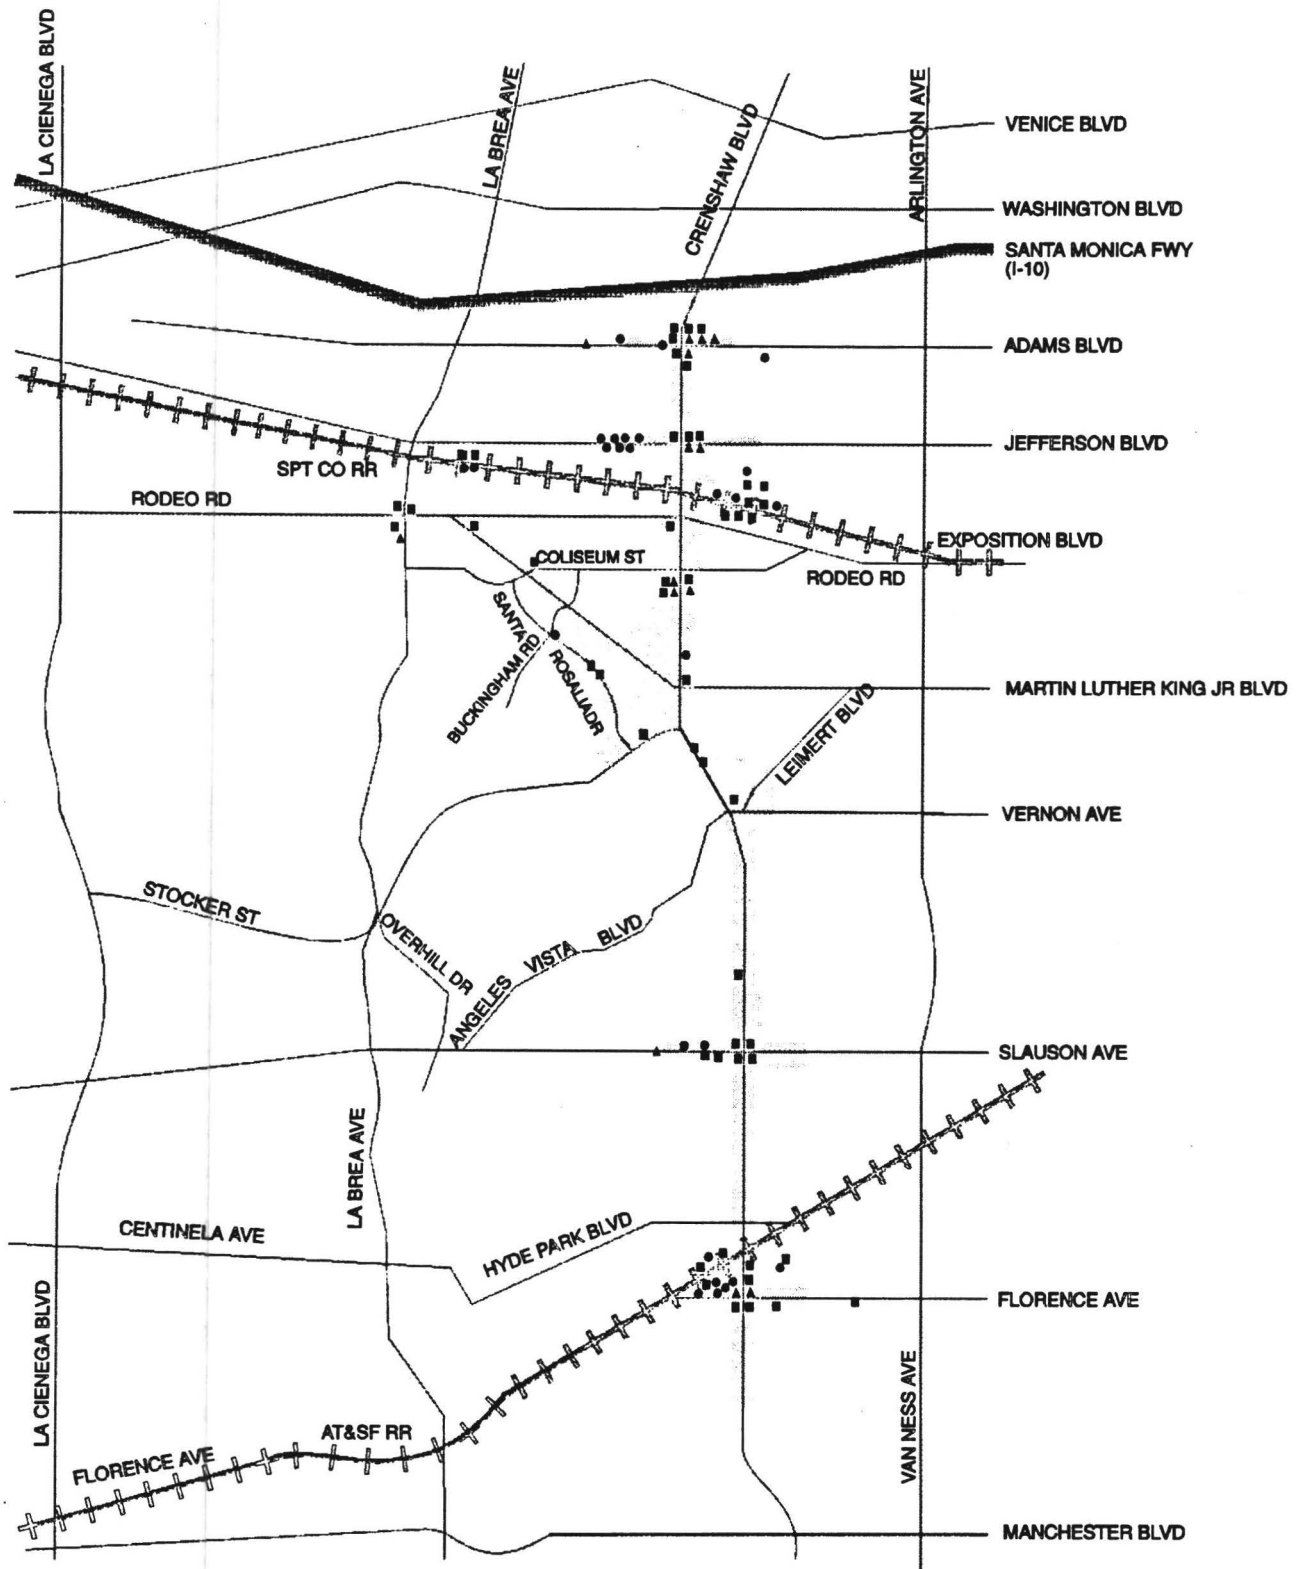 LA CIENEGA BLVD
LA BREA AVE
CRENSHAW BLVD
ARLINGTON AVE
VENICE BLVD
WASHINGTON BLVD
SANTA MONICA FWY
(I-10)
ADAMS BLVD
JEFFERSON BLVD
SPT CO RR
RODEO RD
EXPOSITION BLVD
COLISEUM ST
RODEO RD
SANTA
ROSALIADR
BUCKINGHAM RD
MARTIN LUTHER KING JR BLVD
LEIMERT BLVD
VERNON AVE
STOCKER ST
OVERHILL DR
ANGELES VISTA BLVD
SLAUSON AVE
LA BREA AVE
CENTINELA AVE
HYDE PARK BLVD
FLORENCE AVE
LA CIENEGA BLVD
VAN NESS AVE
AT&SF RR
FLORENCE AVE
MANCHESTER BLVD